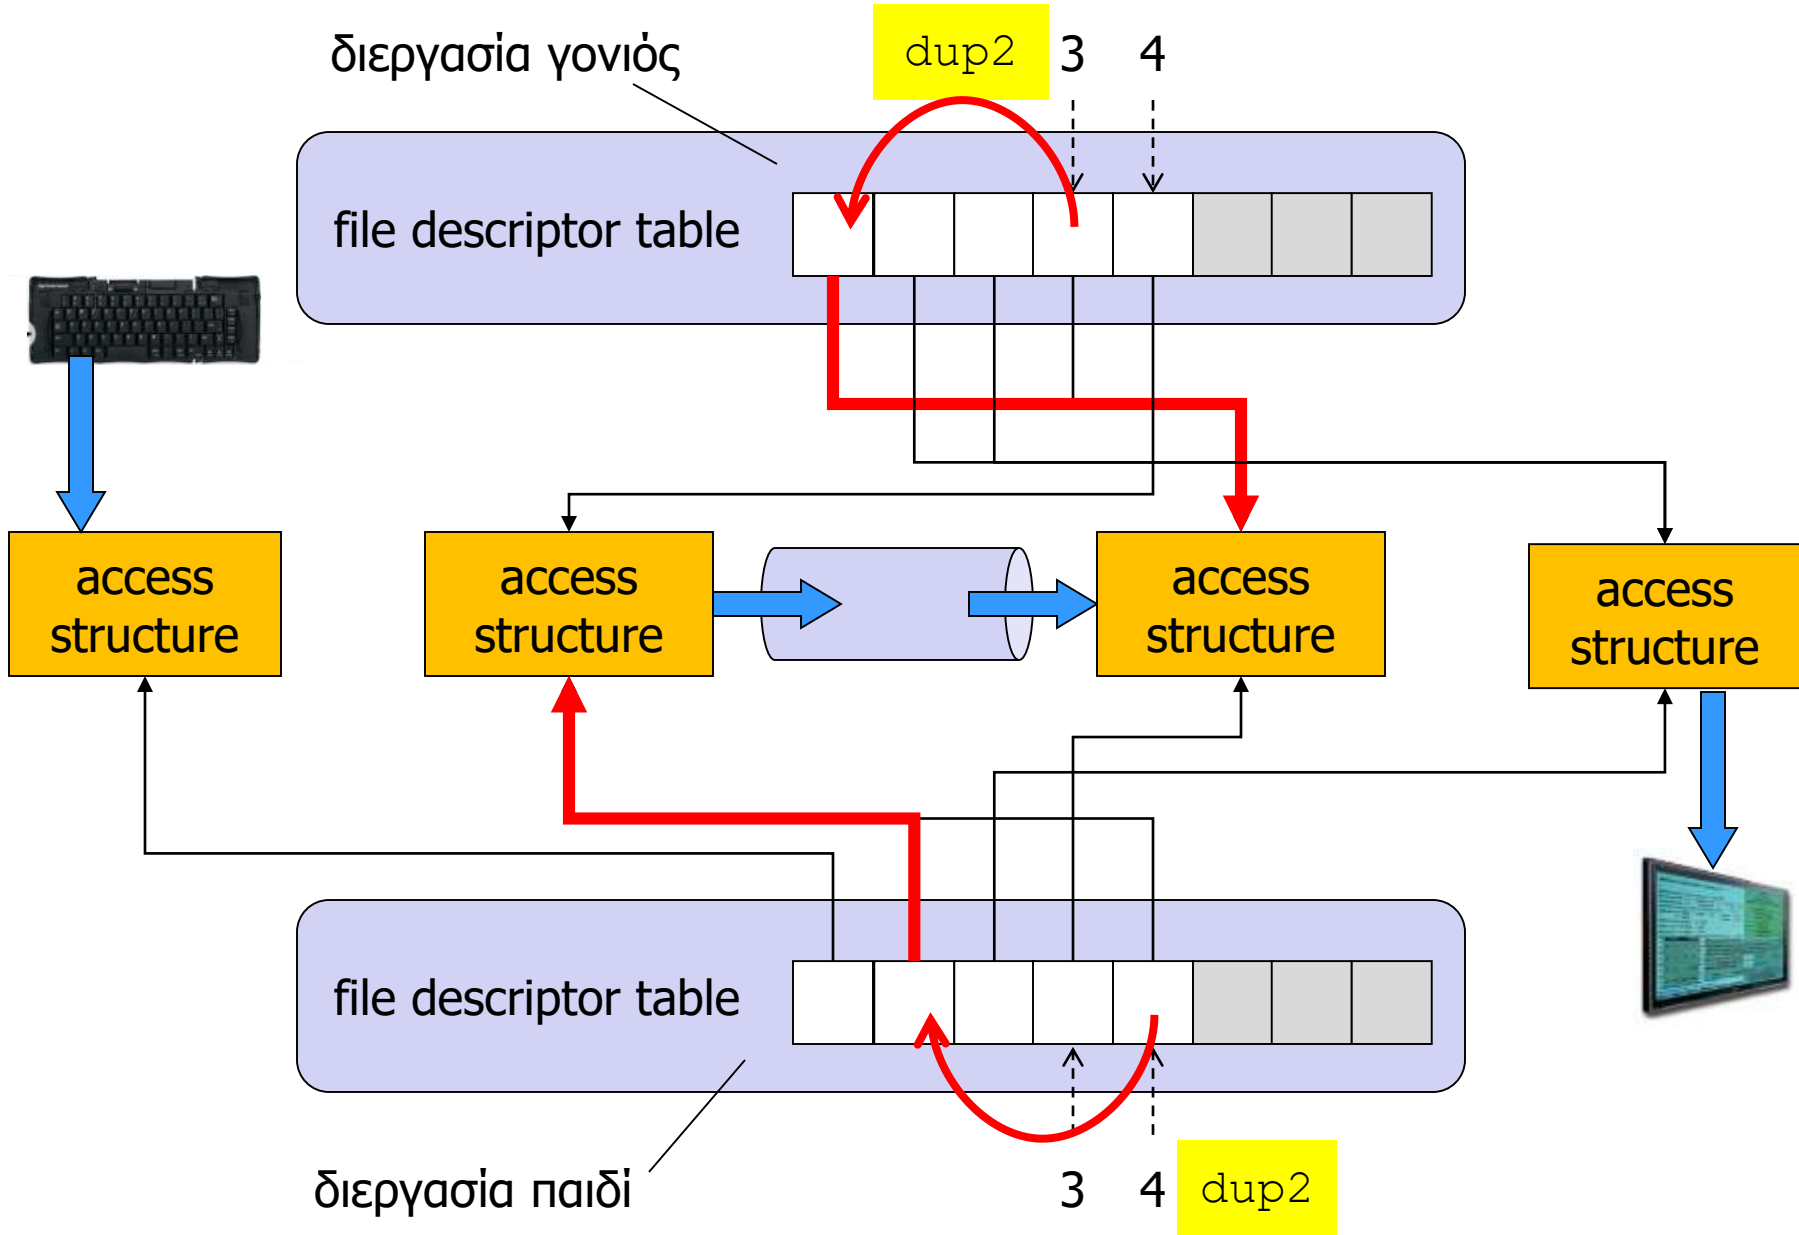 διεργασία γονιός
dup2
3 4
file descriptor table
access
structure
access
structure
access
structure
access
structure
file descriptor table
διεργασία παιδί
3 4
dup2